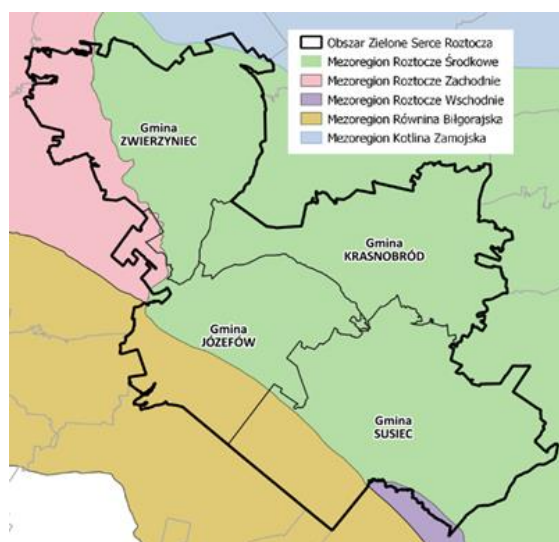 Obszar Zielone Serce Roztocza
Mezoregion Roztocze Środkowe
Mezoregion Roztocze Zachodnie
Mezoregion Roztocze Wschodnie
Mezoregion Równina Biłgorajska
Mezoregion Kotlina Zamojska
Gmina
ZWIERZYNIEC
Gmina
KRASNOBRÓD
Gmina
JÓZEFÓW
Gmina
SUSIEC